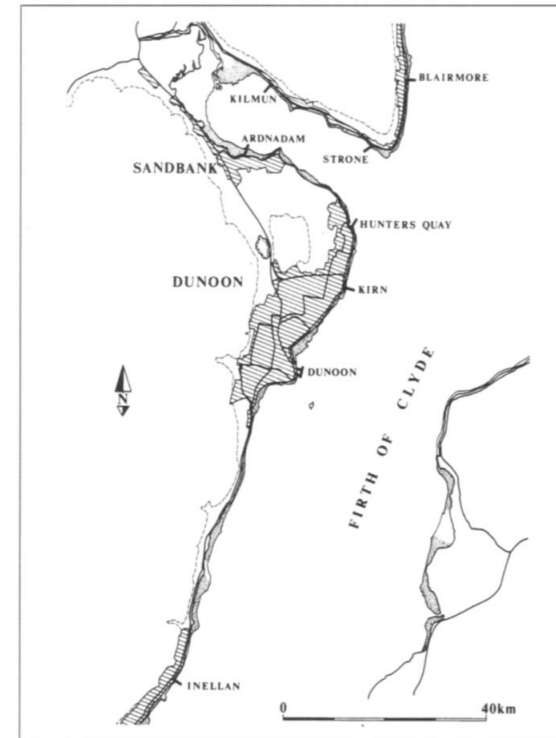 BLAIRMORE
KILMUN
ARDNADAM
STRONE
SANDBANK
HUNTERS QUAY
DUNOON
KIRN
DUNOON
N
FIRTH OF CLYDE
INELLAN
0 40km